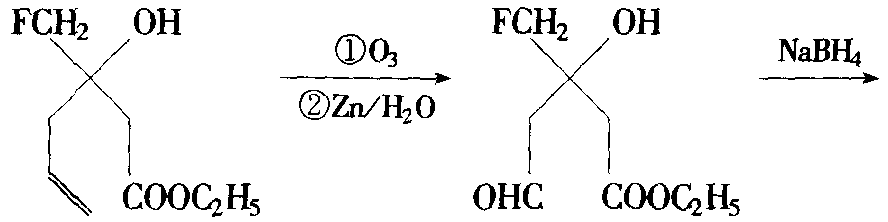 FCH₂ OH
①O₃
②Zn/H₂O
COOC₂H₅
FCH₂ OH
OHC COOC₂H₅
NaBH₄